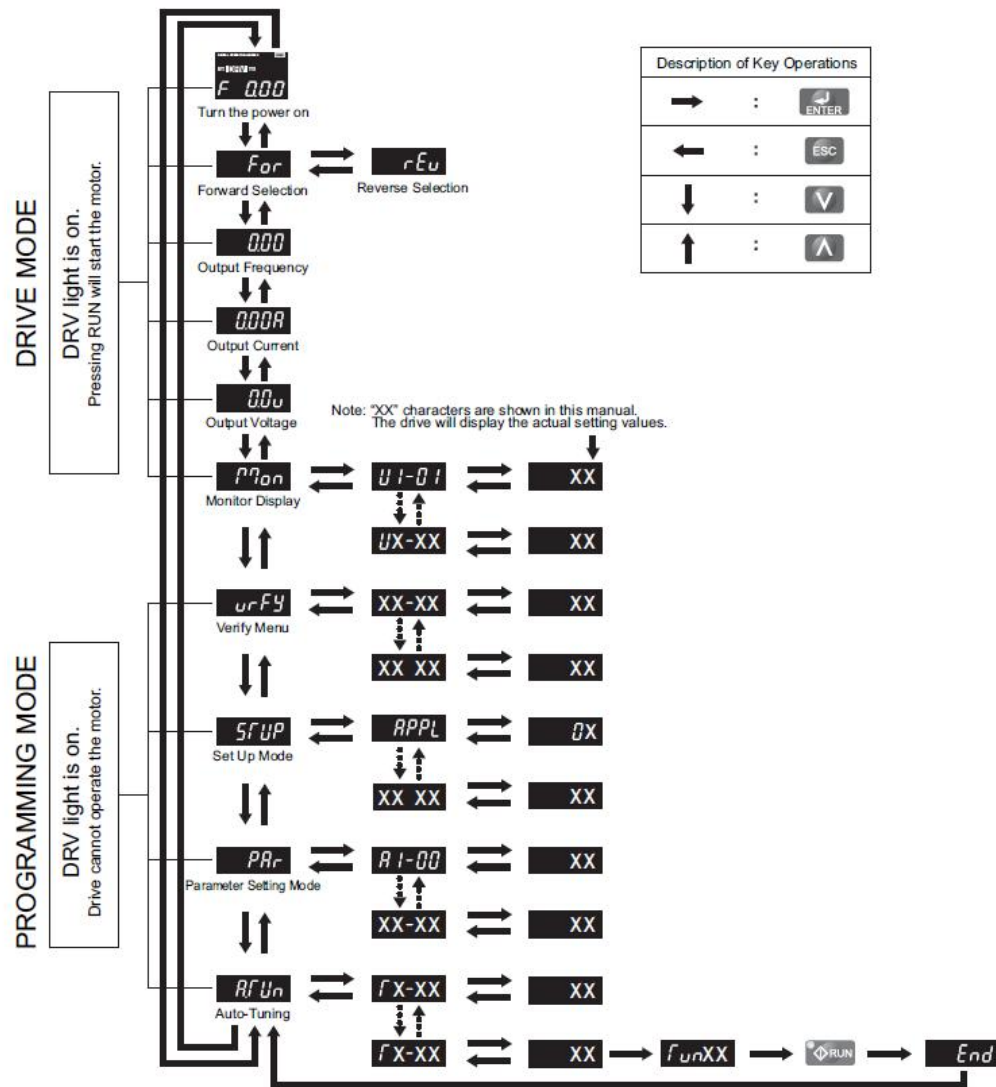 DRIVE MODE
DRV light is on.
Pressing RUN will start the motor.
DRV
F 0.00
Turn the power on
For
rEv
Forward Selection
Reverse Selection
0.00
Output Frequency
0.00A
Output Current
0.0v
Output Voltage
Note: "XX" characters are shown in this manual.
The drive will display the actual setting values.
Mon
U1-01
XX
Monitor Display
UX-XX
XX
PROGRAMMING MODE
DRV light is on.
Drive cannot operate the motor.
vrFY
XX-XX
XX
Verify Menu
XX XX
XX
STUP
APPL
0X
Set Up Mode
XX XX
XX
PAr
A1-00
XX
Parameter Setting Mode
XX-XX
XX
ATUn
TX-XX
XX
Auto-Tuning
TX-XX
XX
TunXX
RUN
End
Description of Key Operations
: ENTER
: ESC
: V
: Λ